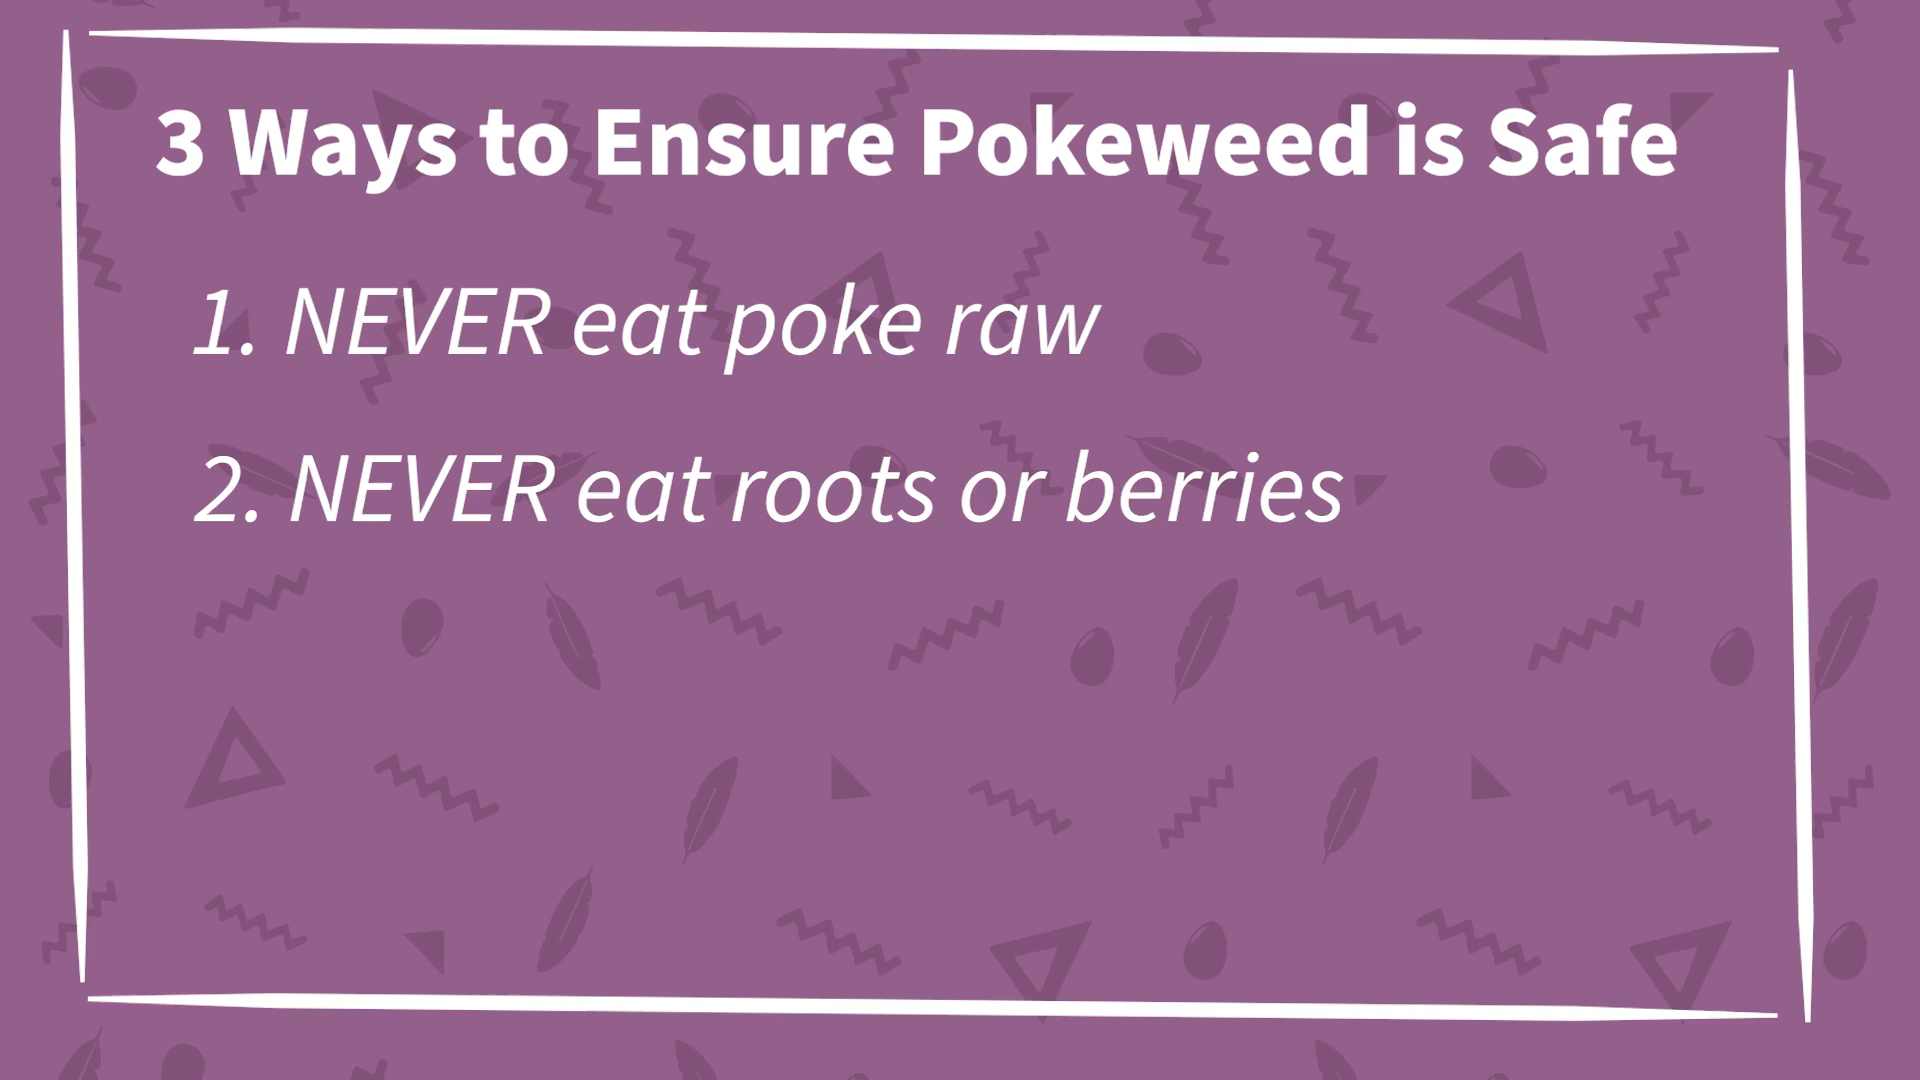 3 Ways to Ensure Pokeweed is Safe
1. NEVER eat poke raw
2. NEVER eat roots or berries